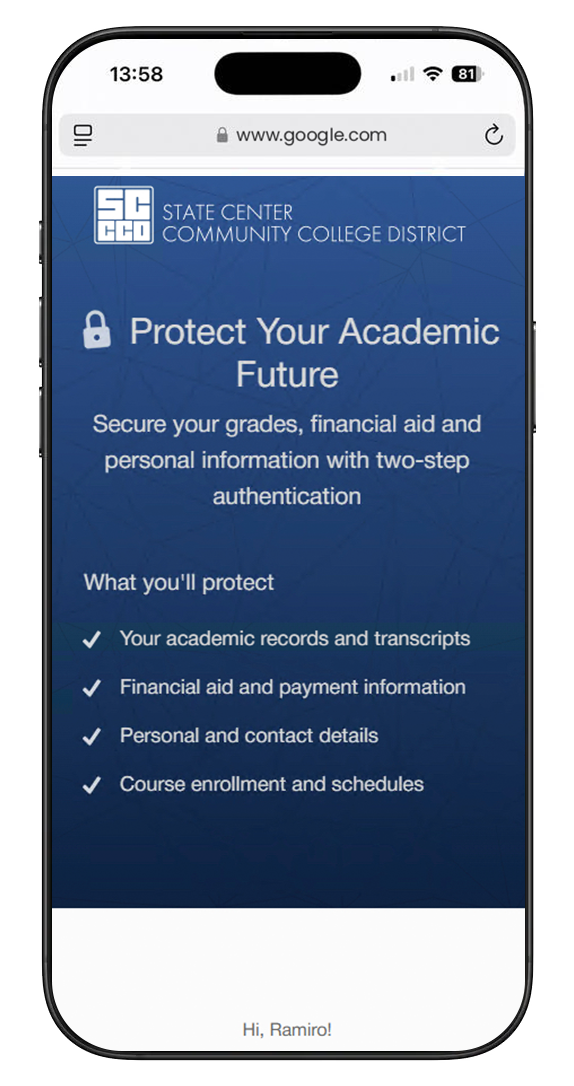 13:58
81
www.google.com
SC
CCD
STATE CENTER
COMMUNITY COLLEGE DISTRICT
Protect Your Academic
Future
Secure your grades, financial aid and
personal information with two-step
authentication
What you'll protect
Your academic records and transcripts
Financial aid and payment information
Personal and contact details
Course enrollment and schedules
Hi, Ramiro!